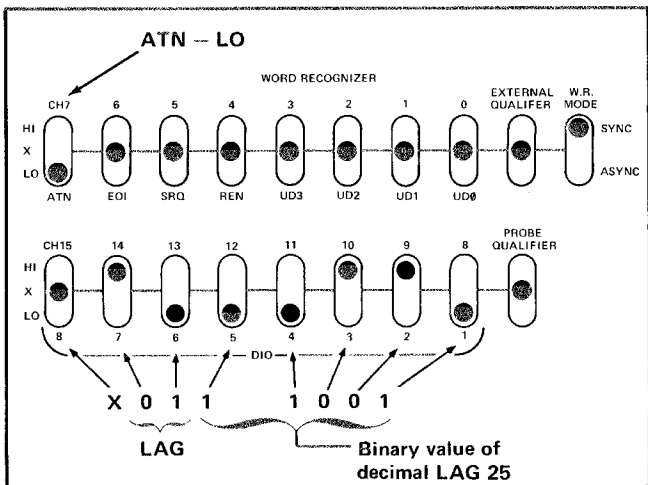 ATN – LO
WORD RECOGNIZER
EXTERNAL QUALIFER
W.R. MODE
CH7 6 5 4 3 2 1 0
HI
X
LO
SYNC
ASYNC
ATN EOI SRQ REN UD3 UD2 UD1 UD0
CH15 14 13 12 11 10 9 8
PROBE QUALIFIER
HI
X
LO
8 7 6 5 4 3 2 1
DIO
X 0 1 1 1 0 0 1
LAG
Binary value of
decimal LAG 25